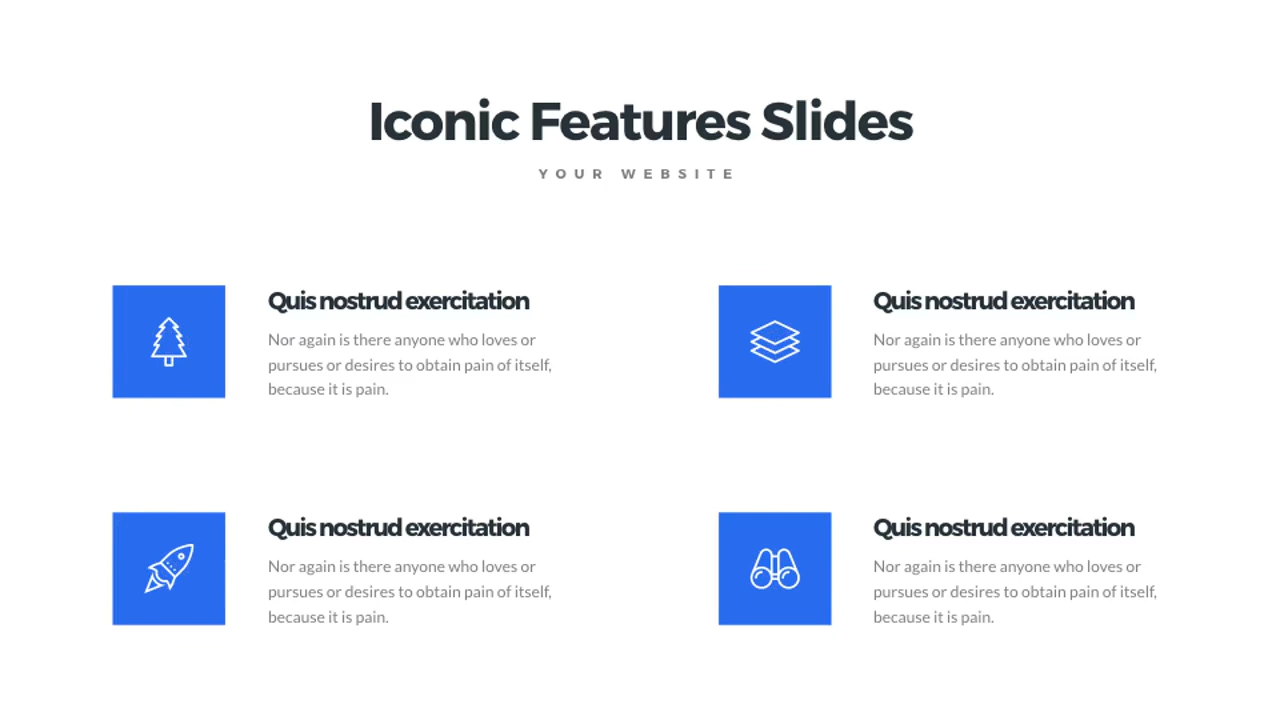 Iconic Features Slides
YOUR WEBSITE
Quis nostrud exercitation
Nor again is there anyone who loves or
pursues or desires to obtain pain of itself,
because it is pain.
Quis nostrud exercitation
Nor again is there anyone who loves or
pursues or desires to obtain pain of itself,
because it is pain.
Quis nostrud exercitation
Nor again is there anyone who loves or
pursues or desires to obtain pain of itself,
because it is pain.
Quis nostrud exercitation
Nor again is there anyone who loves or
pursues or desires to obtain pain of itself,
because it is pain.